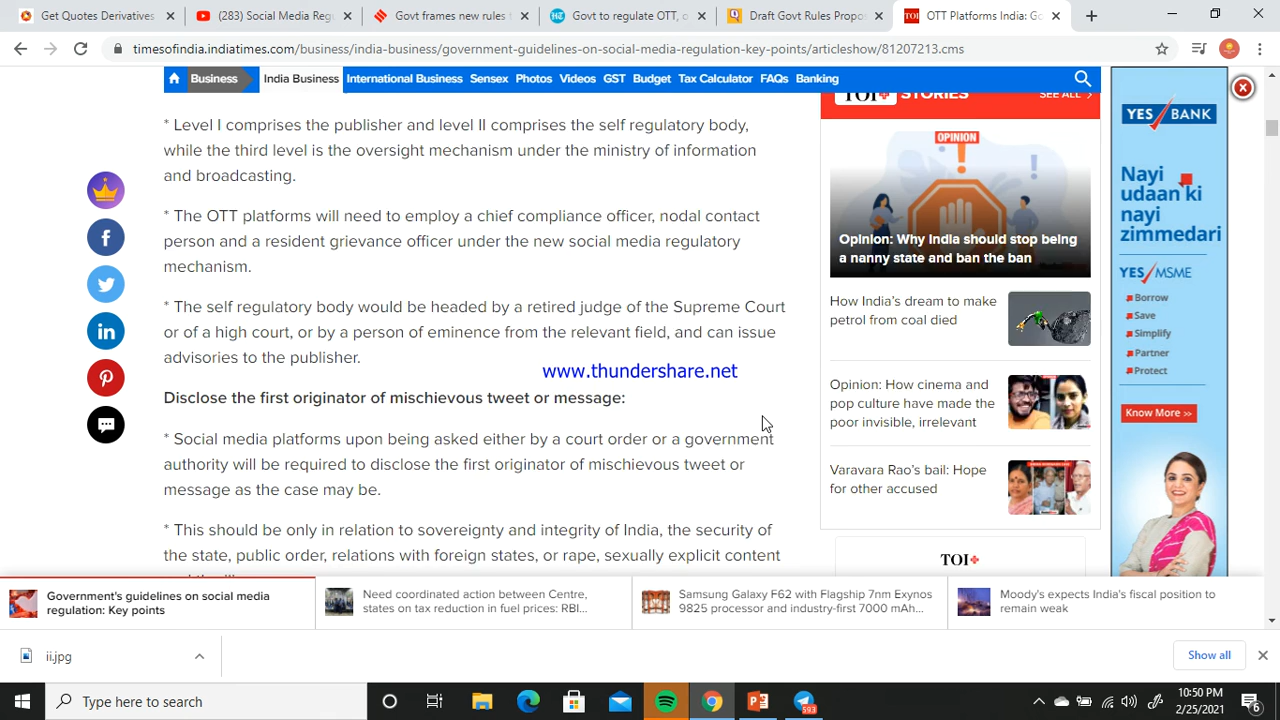 Get Quotes Derivatives
(283) Social Media Reg
Govt frames new rules t
Govt to regulate OTT, o
Draft Govt Rules Propos
OTT Platforms India: Go
timesofindia.indiatimes.com/business/india-business/government-guidelines-on-social-media-regulation-key-points/articleshow/81207213.cms
Business
India Business
International Business
Sensex
Photos
Videos
GST
Budget
Tax Calculator
FAQs
Banking
* Level I comprises the publisher and level II comprises the self regulatory body,
while the third level is the oversight mechanism under the ministry of information
and broadcasting.
* The OTT platforms will need to employ a chief compliance officer, nodal contact
person and a resident grievance officer under the new social media regulatory
mechanism.
* The self regulatory body would be headed by a retired judge of the Supreme Court
or of a high court, or by a person of eminence from the relevant field, and can issue
advisories to the publisher.
www.thundershare.net
Disclose the first originator of mischievous tweet or message:
* Social media platforms upon being asked either by a court order or a government
authority will be required to disclose the first originator of mischievous tweet or
message as the case may be.
* This should be only in relation to sovereignty and integrity of India, the security of
the state, public order, relations with foreign states, or rape, sexually explicit content
TOI+ STORIES
SEE ALL >
OPINION
Opinion: Why India should stop being
a nanny state and ban the ban
How India's dream to make
petrol from coal died
Opinion: How cinema and
pop culture have made the
poor invisible, irrelevant
Varavara Rao's bail: Hope
for other accused
TOI+
YES BANK
Nayi
udaan ki
nayi
zimmedari
YES MSME
Borrow
Save
Simplify
Partner
Protect
Know More >>
Government's guidelines on social media
regulation: Key points
Need coordinated action between Centre,
states on tax reduction in fuel prices: RBI...
Samsung Galaxy F62 with Flagship 7nm Exynos
9825 processor and industry-first 7000 mAh...
Moody's expects India's fiscal position to
remain weak
ii.jpg
Show all
Type here to search
593
10:50 PM
2/25/2021
6